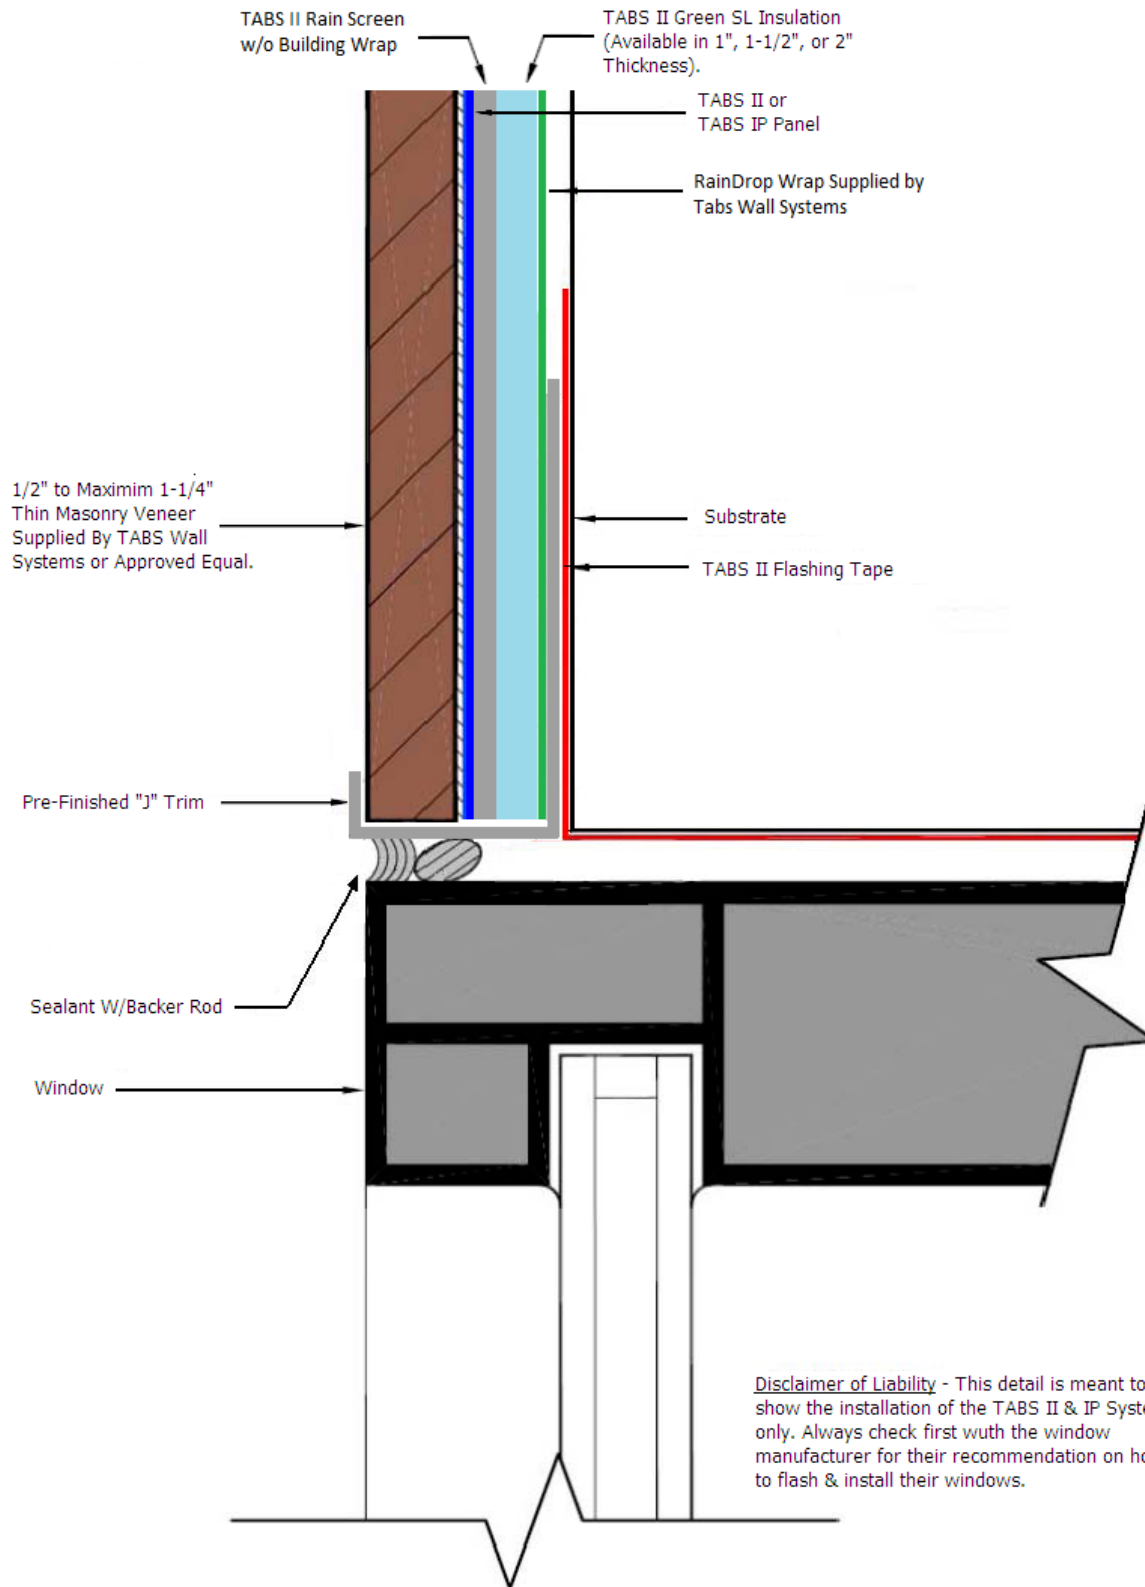 TABS II Rain Screen
w/o Building Wrap
TABS II Green SL Insulation
(Available in 1", 1-1/2", or 2"
Thickness).
TABS II or
TABS IP Panel
RainDrop Wrap Supplied by
Tabs Wall Systems
1/2" to Maximim 1-1/4"
Thin Masonry Veneer
Supplied By TABS Wall
Systems or Approved Equal.
Substrate
TABS II Flashing Tape
Pre-Finished "J" Trim
Sealant W/Backer Rod
Window
Disclaimer of Liability - This detail is meant to
show the installation of the TABS II & IP Syste
only. Always check first wuth the window
manufacturer for their recommendation on ho
to flash & install their windows.